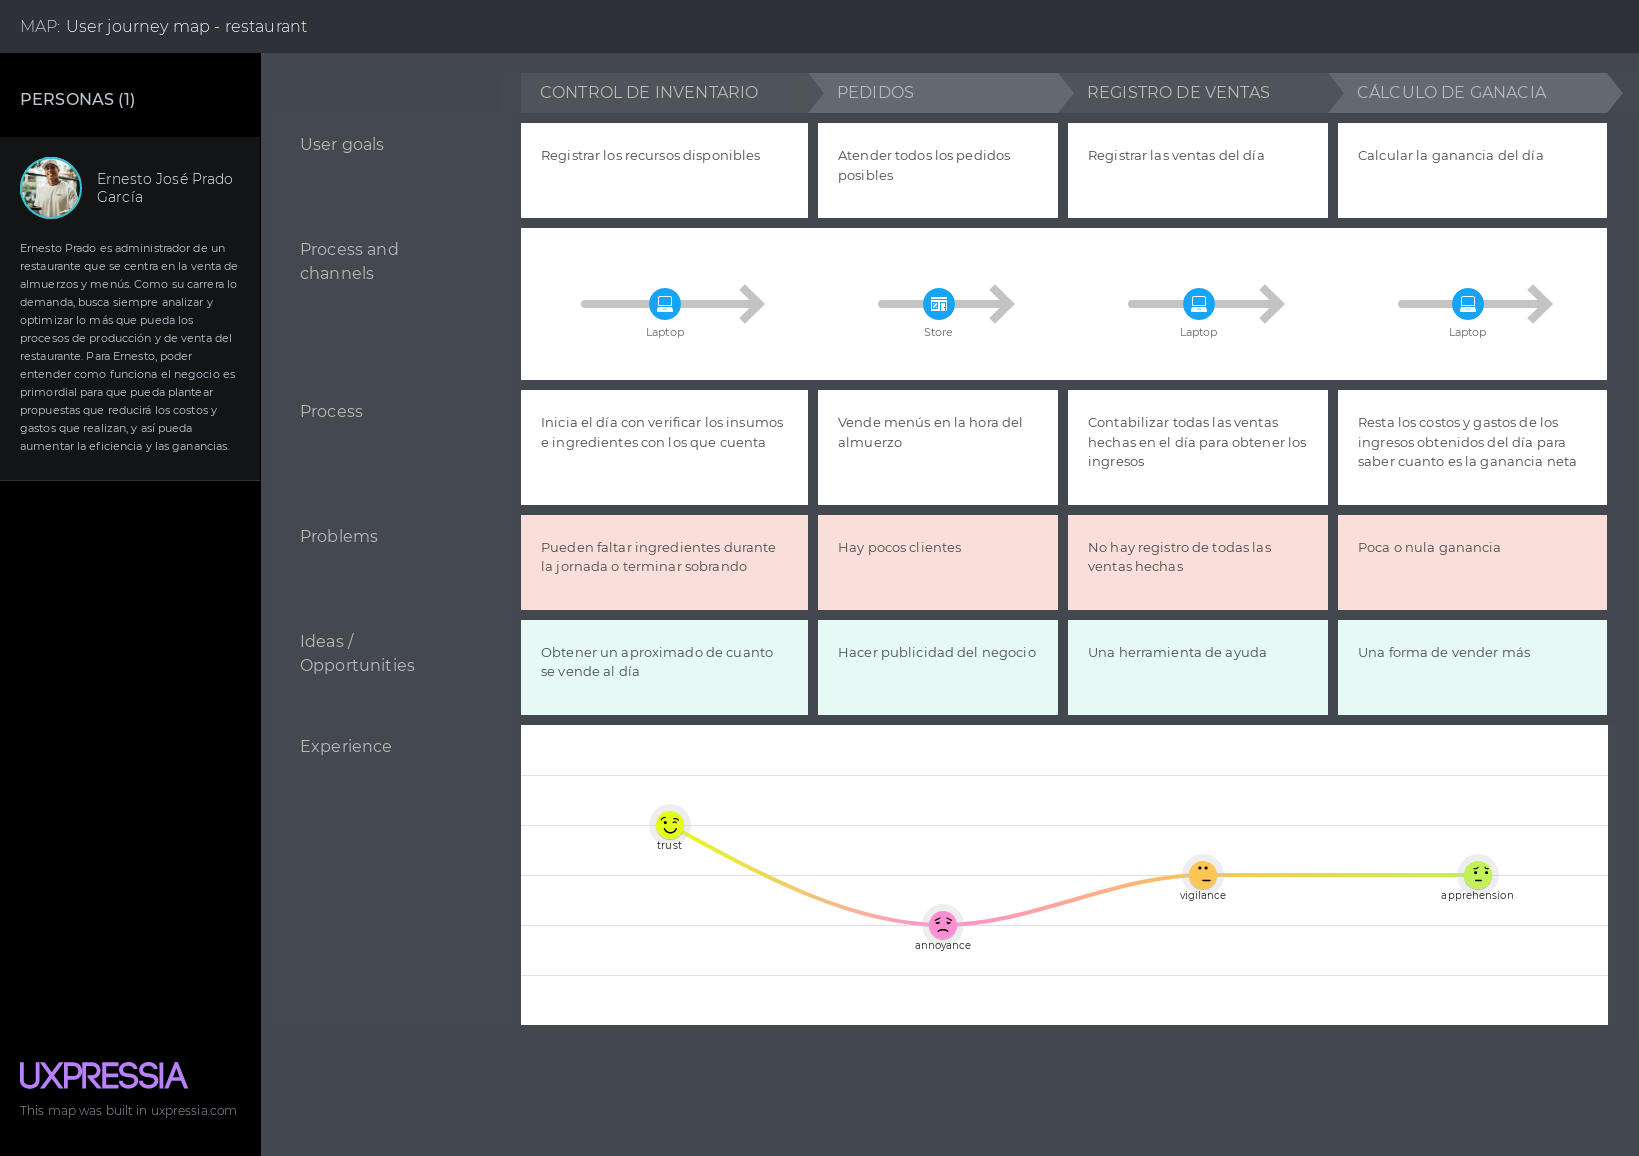 MAP: User journey map - restaurant
PERSONAS (1)
Ernesto José Prado
García
Ernesto Prado es administrador de un
restaurante que se centra en la venta de
almuerzos y menús. Como su carrera lo
demanda, busca siempre analizar y
optimizar lo más que pueda los
procesos de producción y de venta del
restaurante. Para Ernesto, poder
entender como funciona el negocio es
primordial para que pueda plantear
propuestas que reducirá los costos y
gastos que realizan, y así pueda
aumentar la eficiencia y las ganancias.
UXPRESSIA
This map was built in uxpressia.com
CONTROL DE INVENTARIO
PEDIDOS
REGISTRO DE VENTAS
CÁLCULO DE GANACIA
User goals
Registrar los recursos disponibles
Atender todos los pedidos
posibles
Registrar las ventas del día
Calcular la ganancia del día
Process and
channels
Laptop
Store
Laptop
Laptop
Process
Inicia el día con verificar los insumos
e ingredientes con los que cuenta
Vende menús en la hora del
almuerzo
Contabilizar todas las ventas
hechas en el día para obtener los
ingresos
Resta los costos y gastos de los
ingresos obtenidos del día para
saber cuanto es la ganancia neta
Problems
Pueden faltar ingredientes durante
la jornada o terminar sobrando
Hay pocos clientes
No hay registro de todas las
ventas hechas
Poca o nula ganancia
Ideas /
Opportunities
Obtener un aproximado de cuanto
se vende al día
Hacer publicidad del negocio
Una herramienta de ayuda
Una forma de vender más
Experience
trust
annoyance
vigilance
apprehension